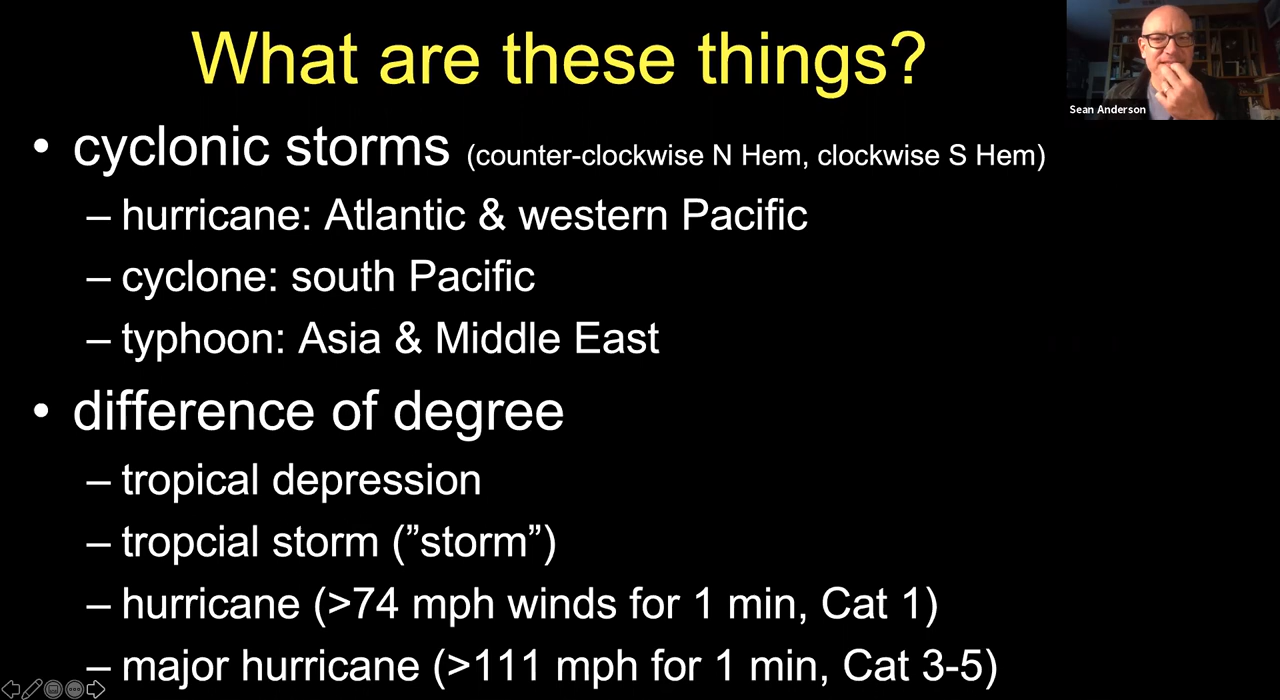 What are these things?
Sean Anderson
• cyclonic storms (counter-clockwise N Hem, clockwise S Hem)
– hurricane: Atlantic & western Pacific
– cyclone: south Pacific
– typhoon: Asia & Middle East
• difference of degree
– tropical depression
– tropcial storm (”storm”)
– hurricane (>74 mph winds for 1 min, Cat 1)
– major hurricane (>111 mph for 1 min, Cat 3-5)